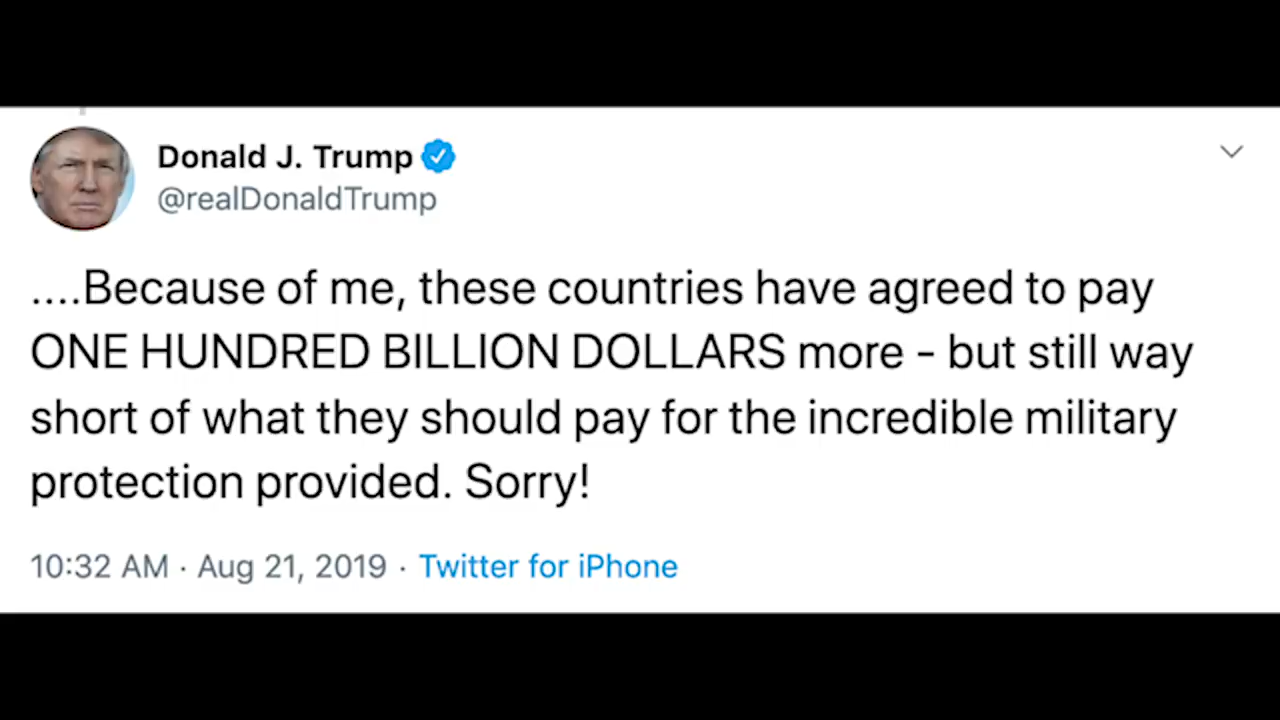 Donald J. Trump
@realDonaldTrump
....Because of me, these countries have agreed to pay
ONE HUNDRED BILLION DOLLARS more - but still way
short of what they should pay for the incredible military
protection provided. Sorry!
10:32 AM · Aug 21, 2019 · Twitter for iPhone